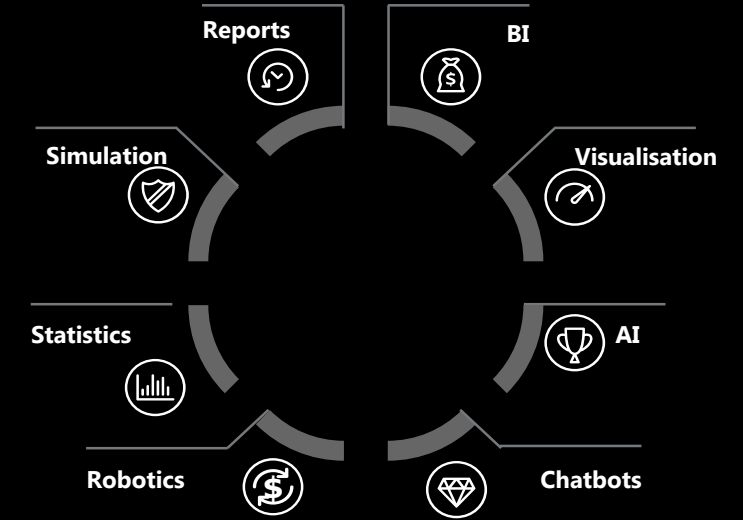 Reports
BI
Simulation
Visualisation
Statistics
AI
Robotics
Chatbots
$
$